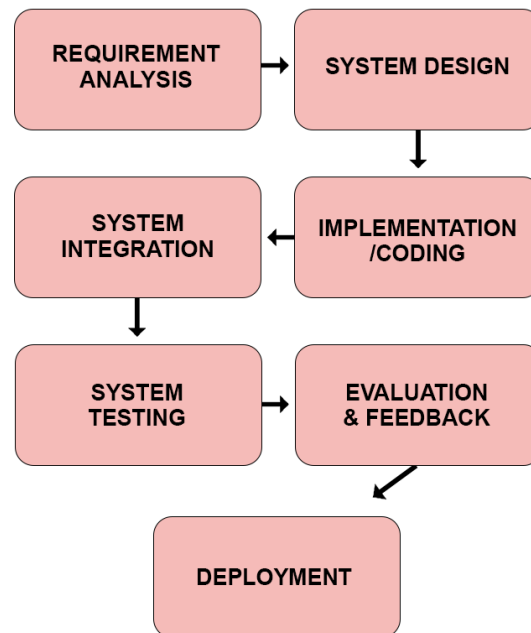 REQUIREMENT
ANALYSIS
SYSTEM DESIGN
IMPLEMENTATION
/CODING
SYSTEM
INTEGRATION
SYSTEM
TESTING
EVALUATION
& FEEDBACK
DEPLOYMENT